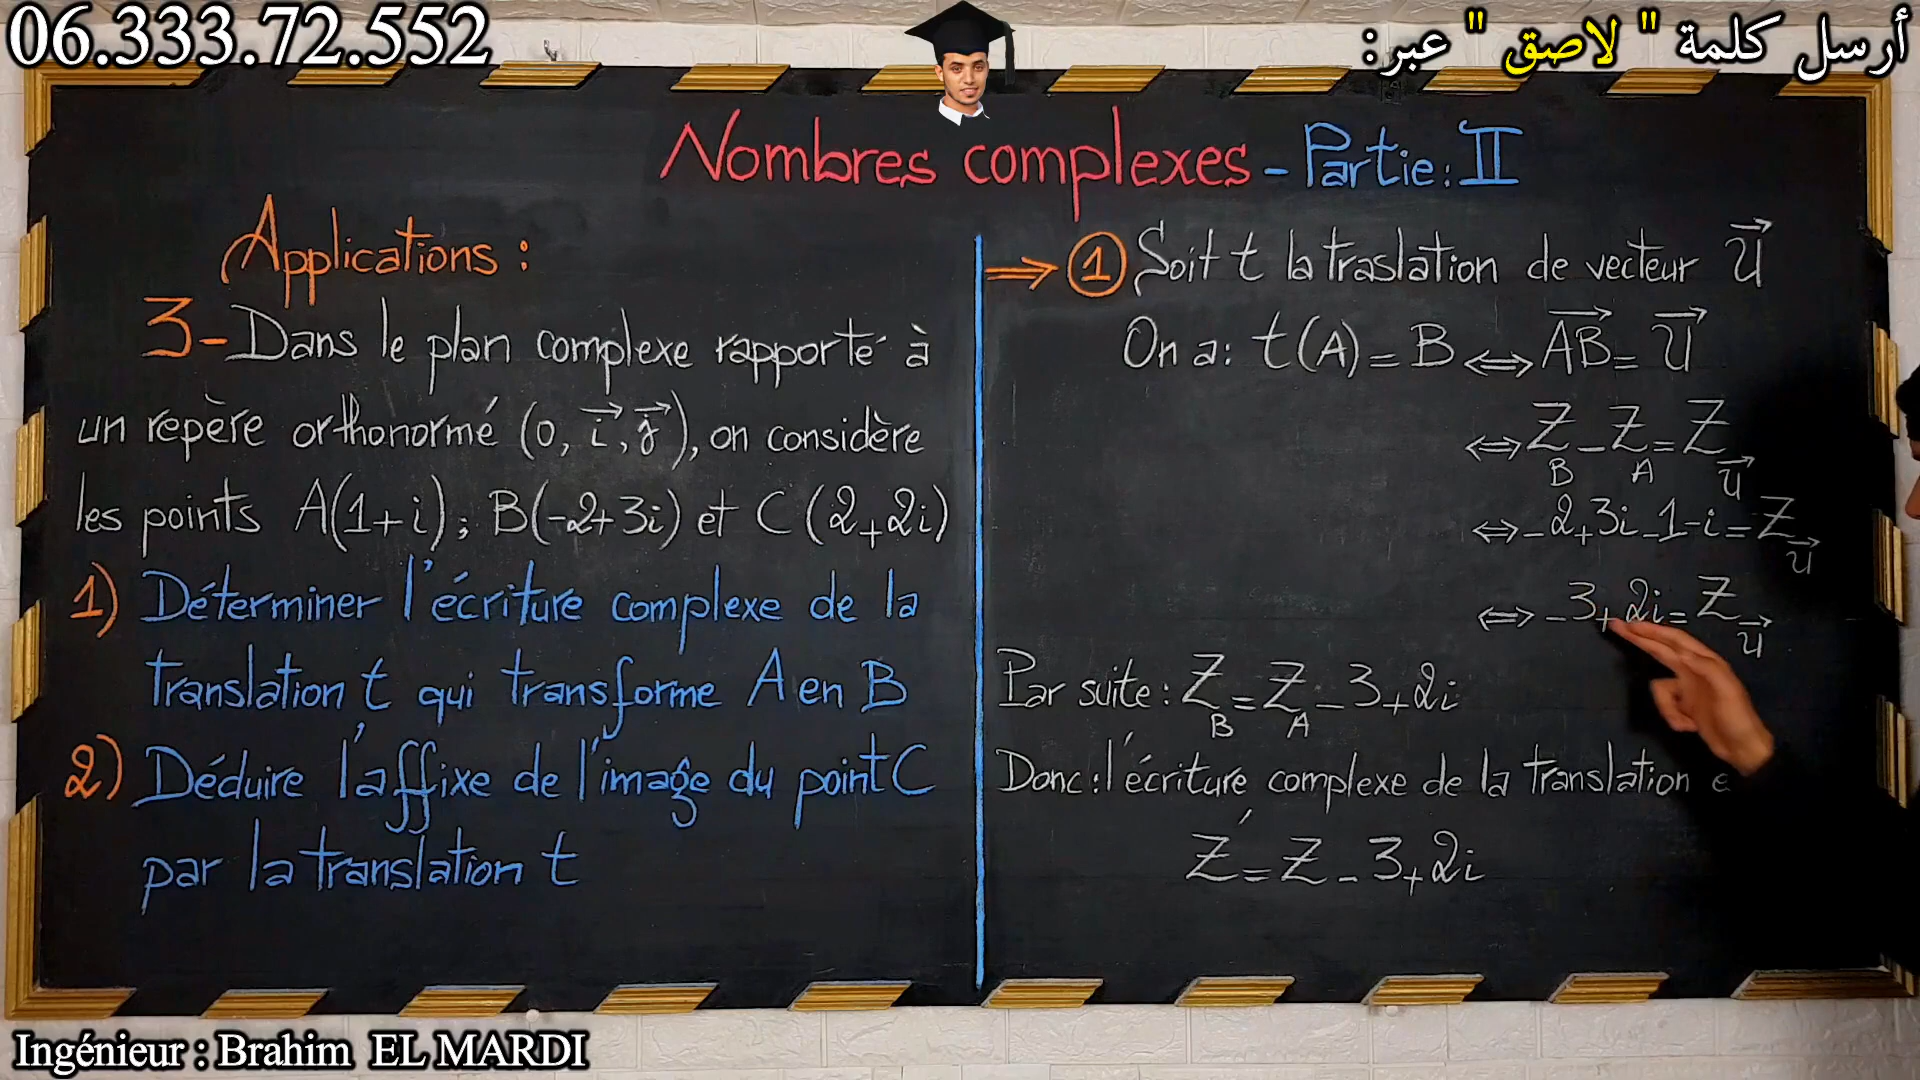 06.333.72.552
أرسل كلمة " لاصق " عبر:
Nombres complexes - Partie : II
Applications :
3- Dans le plan complexe rapporté à
un repère orthonormé (0, i⃗, j⃗), on considère
les points A(1+i) ; B(-2+3i) et C(2+2i)
1) Déterminer l'écriture complexe de la
translation t qui transforme A en B
2) Déduire l'affixe de l'image du point C
par la translation t
⇒ ① Soit t la traslation de vecteur u⃗
On a : t(A) = B ⇔ AB⃗ = u⃗
⇔ Z_B - Z_A = Z_u⃗
⇔ -2+3i-1-i = Z_u⃗
⇔ -3+2i = Z_u⃗
Par suite : Z_B = Z_A - 3+2i
Donc : l'écriture complexe de la translation
Z' = Z - 3+2i
Ingénieur : Brahim EL MARDI